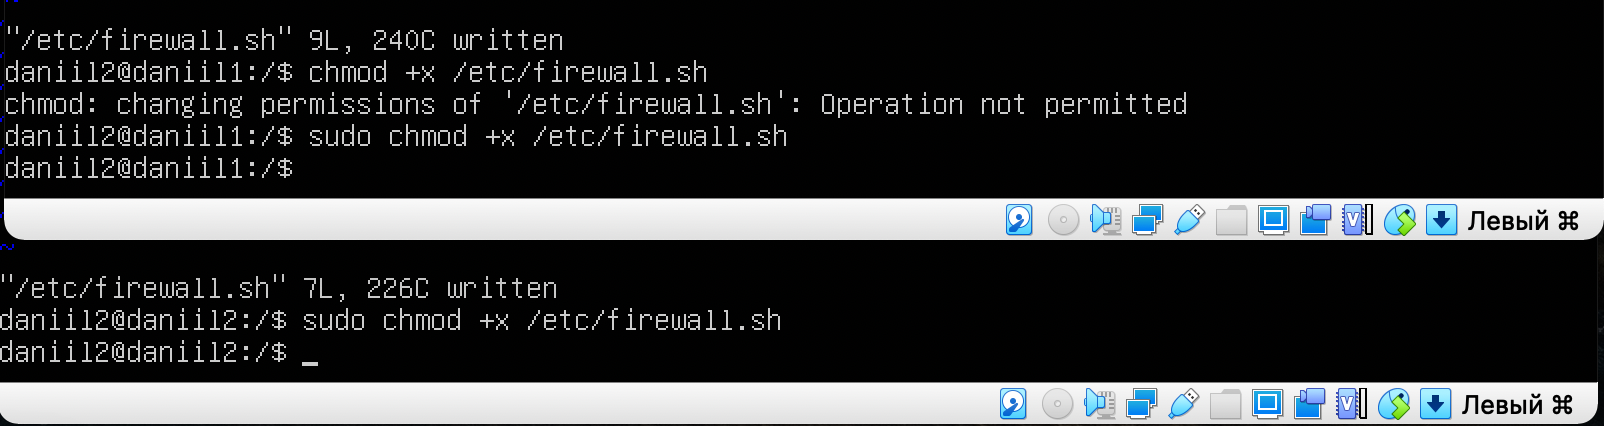 "/etc/firewall.sh" 9L, 240C written
daniil2@daniil1:/$ chmod +x /etc/firewall.sh
chmod: changing permissions of '/etc/firewall.sh': Operation not permitted
daniil2@daniil1:/$ sudo chmod +x /etc/firewall.sh
daniil2@daniil1:/$
Левый ⌘
~
"/etc/firewall.sh" 7L, 226C written
daniil2@daniil2:/$ sudo chmod +x /etc/firewall.sh
daniil2@daniil2:/$ _
Левый ⌘